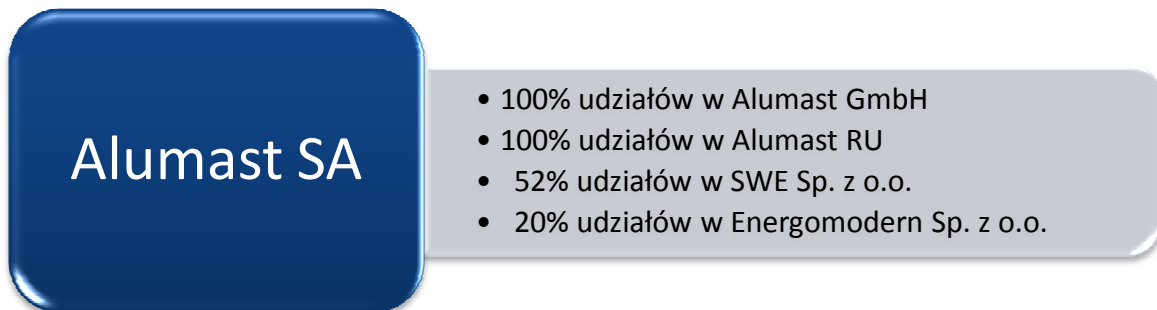 Alumast SA
• 100% udziałów w Alumast GmbH
• 100% udziałów w Alumast RU
• 52% udziałów w SWE Sp. z o.o.
• 20% udziałów w Energomodern Sp. z o.o.